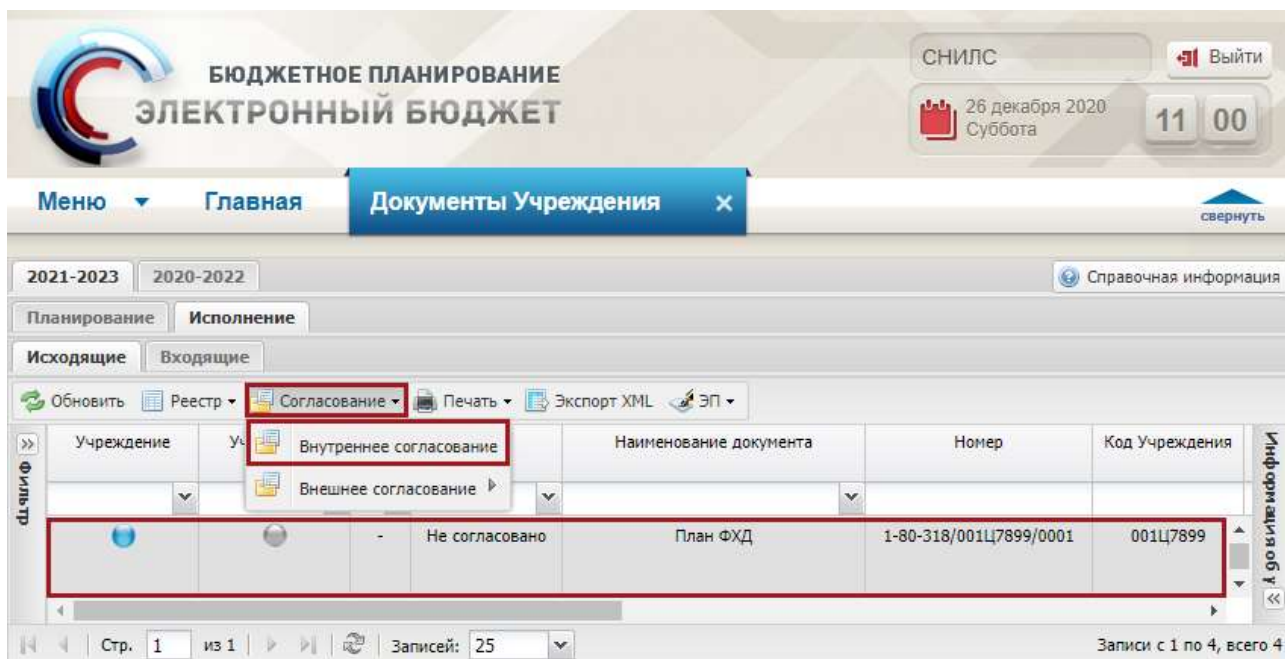 БЮДЖЕТНОЕ ПЛАНИРОВАНИЕ
ЭЛЕКТРОННЫЙ БЮДЖЕТ
СНИЛС
Выйти
26 декабря 2020
Суббота
11 00
Меню
Главная
Документы Учреждения
свернуть
2021-2023
2020-2022
Справочная информация
Планирование
Исполнение
Исходящие
Входящие
Обновить
Реестр
Согласование
Печать
Экспорт XML
ЭП
Фильтр
Учреждение
Внутреннее согласование
Внешнее согласование
Наименование документа
Номер
Код Учреждения
Информация об у
-
Не согласовано
План ФХД
1-80-318/001Ц7899/0001
001Ц7899
Стр. 1 из 1
Записей: 25
Записи с 1 по 4, всего 4